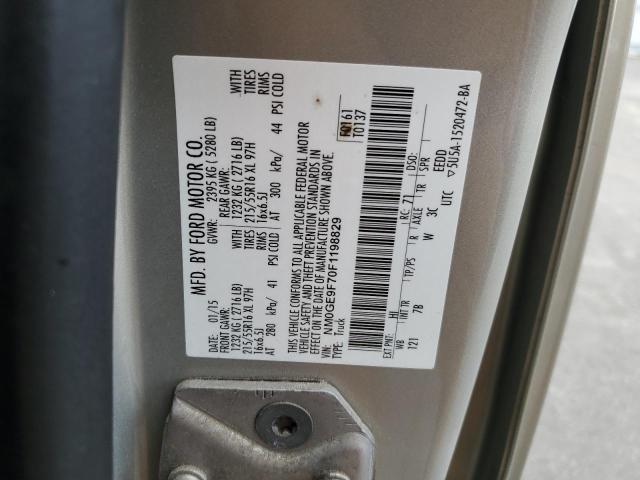 MFD. BY FORD MOTOR CO.
DATE: 01/15 GVWR: 2395 KG ( 5280 LB)
FRONT GAWR: REAR GAWR:
1232 KG ( 2716 LB) 1232 KG ( 2716 LB) WITH
215/55R16 XL 97H TIRES 215/55R16 XL 97H TIRES
16x6.5J RIMS 16x6.5J RIMS
AT 280 kPa/ 41 PSI COLD AT 300 kPa/ 44 PSI COLD
THIS VEHICLE CONFORMS TO ALL APPLICABLE FEDERAL MOTOR
VEHICLE SAFETY AND THEFT PREVENTION STANDARDS IN
EFFECT ON THE DATE OF MANUFACTURE SHOWN ABOVE.
VIN: NM0GE9F70F1198829
TYPE: Truck
F0161
T0137
EXT PNT: HI RC: 71 DSO:
WB INT TR TP/PS R AXLE TR SPR EEDD
121 7B W 3C UTC ▽5U5A-1520472-BA